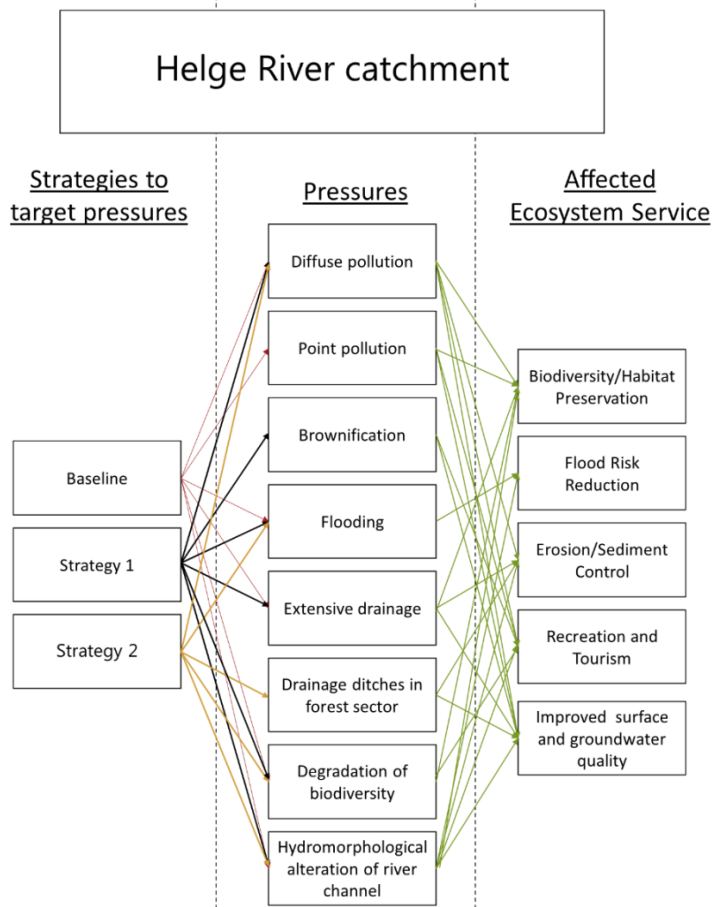 Helge River catchment
Strategies to
target pressures
Baseline
Strategy 1
Strategy 2
Pressures
Diffuse pollution
Point pollution
Brownification
Flooding
Extensive drainage
Drainage ditches in
forest sector
Degradation of
biodiversity
Hydromorphological
alteration of river
channel
Affected
Ecosystem Service
Biodiversity/Habitat
Preservation
Flood Risk
Reduction
Erosion/Sediment
Control
Recreation and
Tourism
Improved surface
and groundwater
quality